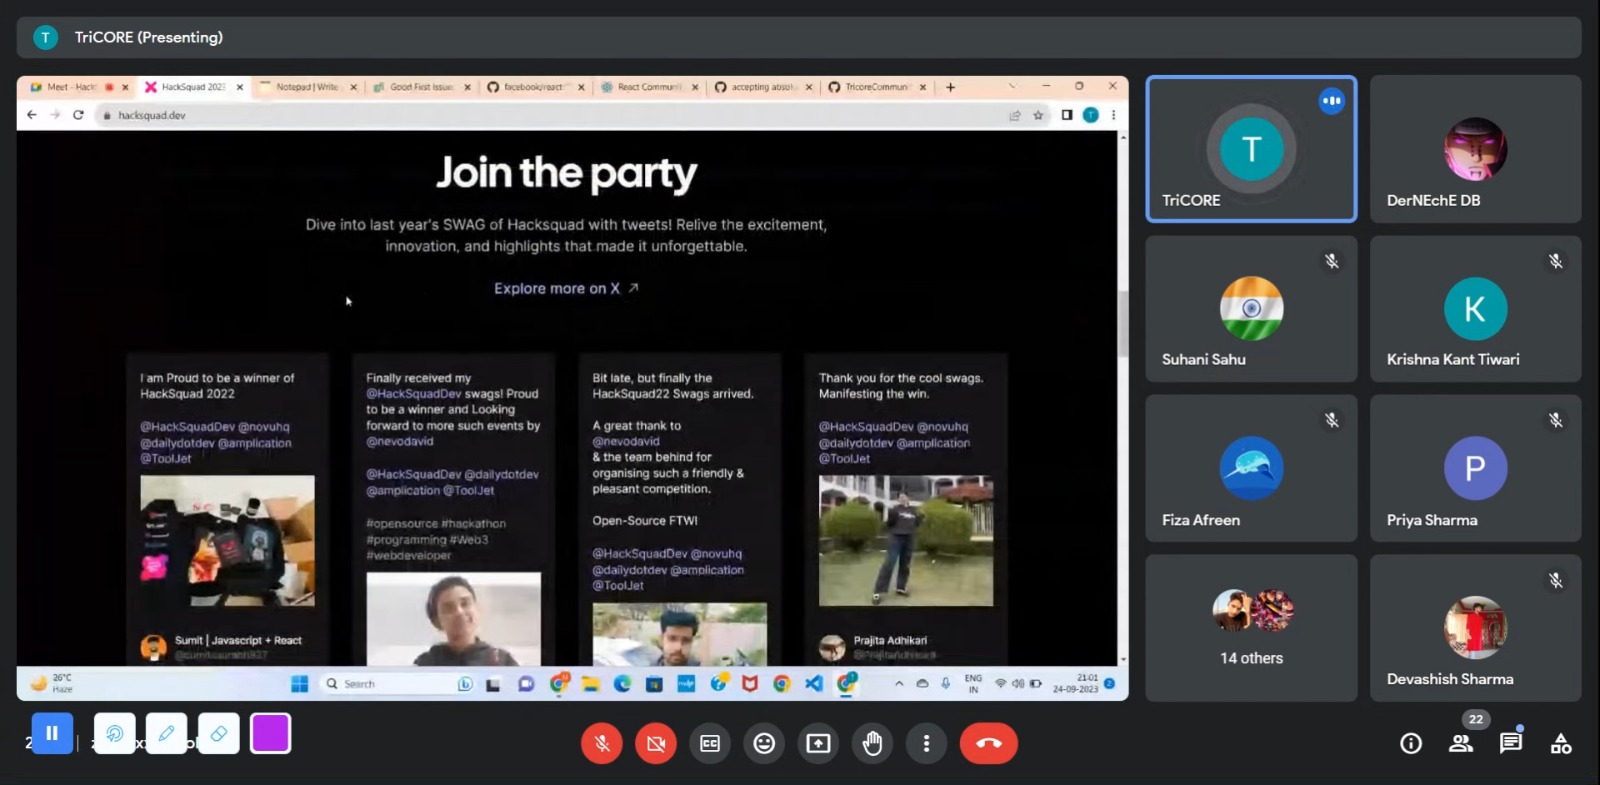 T TriCORE (Presenting)
Meet - Hack
HackSquad 2023
Notepad | Write
Good First Issue
facebook/react
React Communi
accepting absol
TricoreCommun
hacksquad.dev
T
Join the party
Dive into last year's SWAG of Hacksquad with tweets! Relive the excitement,
innovation, and highlights that made it unforgettable.
Explore more on X
I am Proud to be a winner of
HackSquad 2022
@HackSquadDev @novuhq
@dailydotdev @amplication
@ToolJet
Sumit | Javascript + React
Finally received my
@HackSquadDev swags! Proud
to be a winner and Looking
forward to more such events by
@nevodavid
@HackSquadDev @dailydotdev
@amplication @ToolJet
#opensource #hackathon
#programming #Web3
#webdeveloper
Bit late, but finally the
HackSquad22 Swags arrived.
A great thank to
@nevodavid
& the team behind for
organising such a friendly &
pleasant competition.
Open-Source FTW!
@HackSquadDev @novuhq
@dailydotdev @amplication
@ToolJet
Thank you for the cool swags.
Manifesting the win.
@HackSquadDev @novuhq
@dailydotdev @amplication
@ToolJet
Prajita Adhikari
26°C
Haze
Search
ENG
IN
21:01
24-09-2023
2
T
TriCORE
DerNEchE DB
Suhani Sahu
K
Krishna Kant Tiwari
Fiza Afreen
P
Priya Sharma
14 others
Devashish Sharma
CC
22